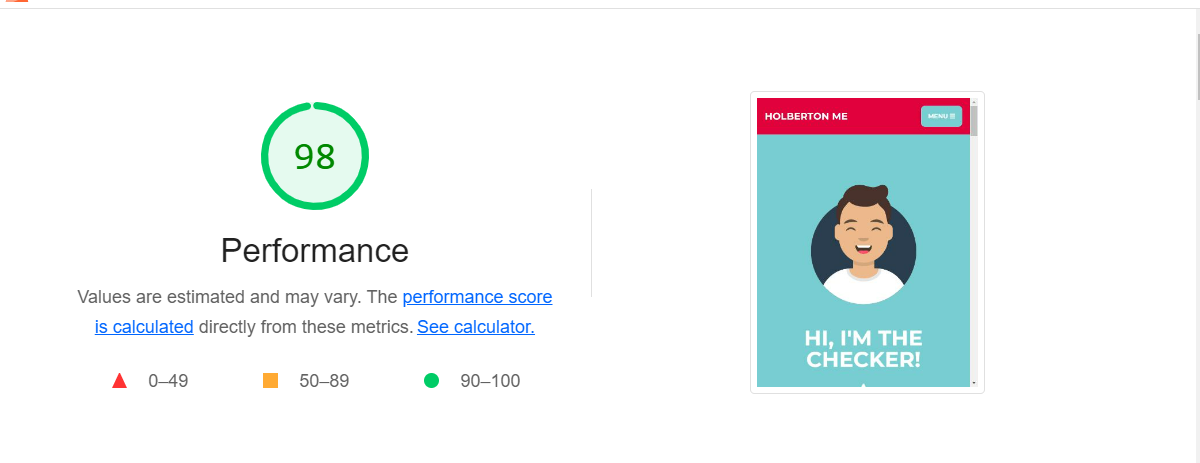 98
Performance
Values are estimated and may vary. The performance score
is calculated directly from these metrics. See calculator.
0–49
50–89
90–100
HOLBERTON ME
MENU
HI, I'M THE
CHECKER!